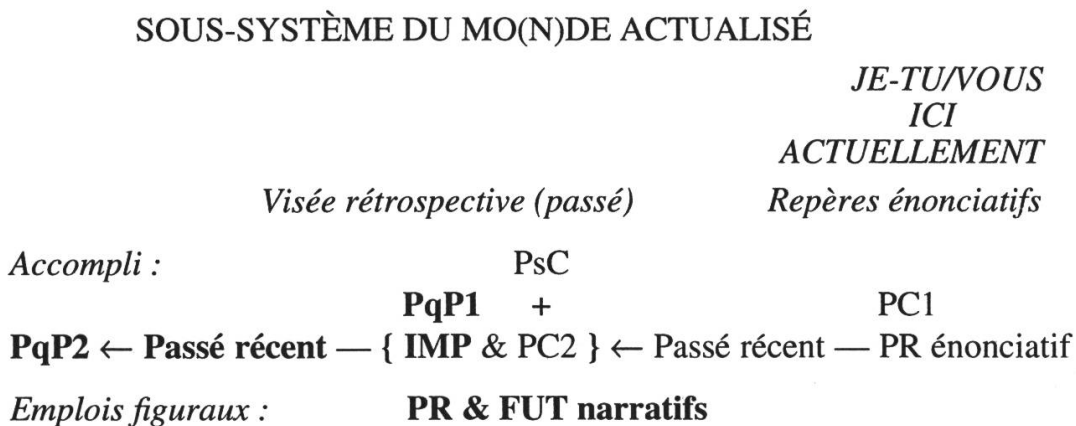 SOUS-SYSTÈME DU MO(N)DE ACTUALISÉ
JE-TU/VOUS
ICI
ACTUELLEMENT
Visée rétrospective (passé) Repères énonciatifs
Accompli : PsC
PqP1 + PC1
PqP2 ← Passé récent — { IMP & PC2 } ← Passé récent — PR énonciatif
Emplois figuraux : PR & FUT narratifs